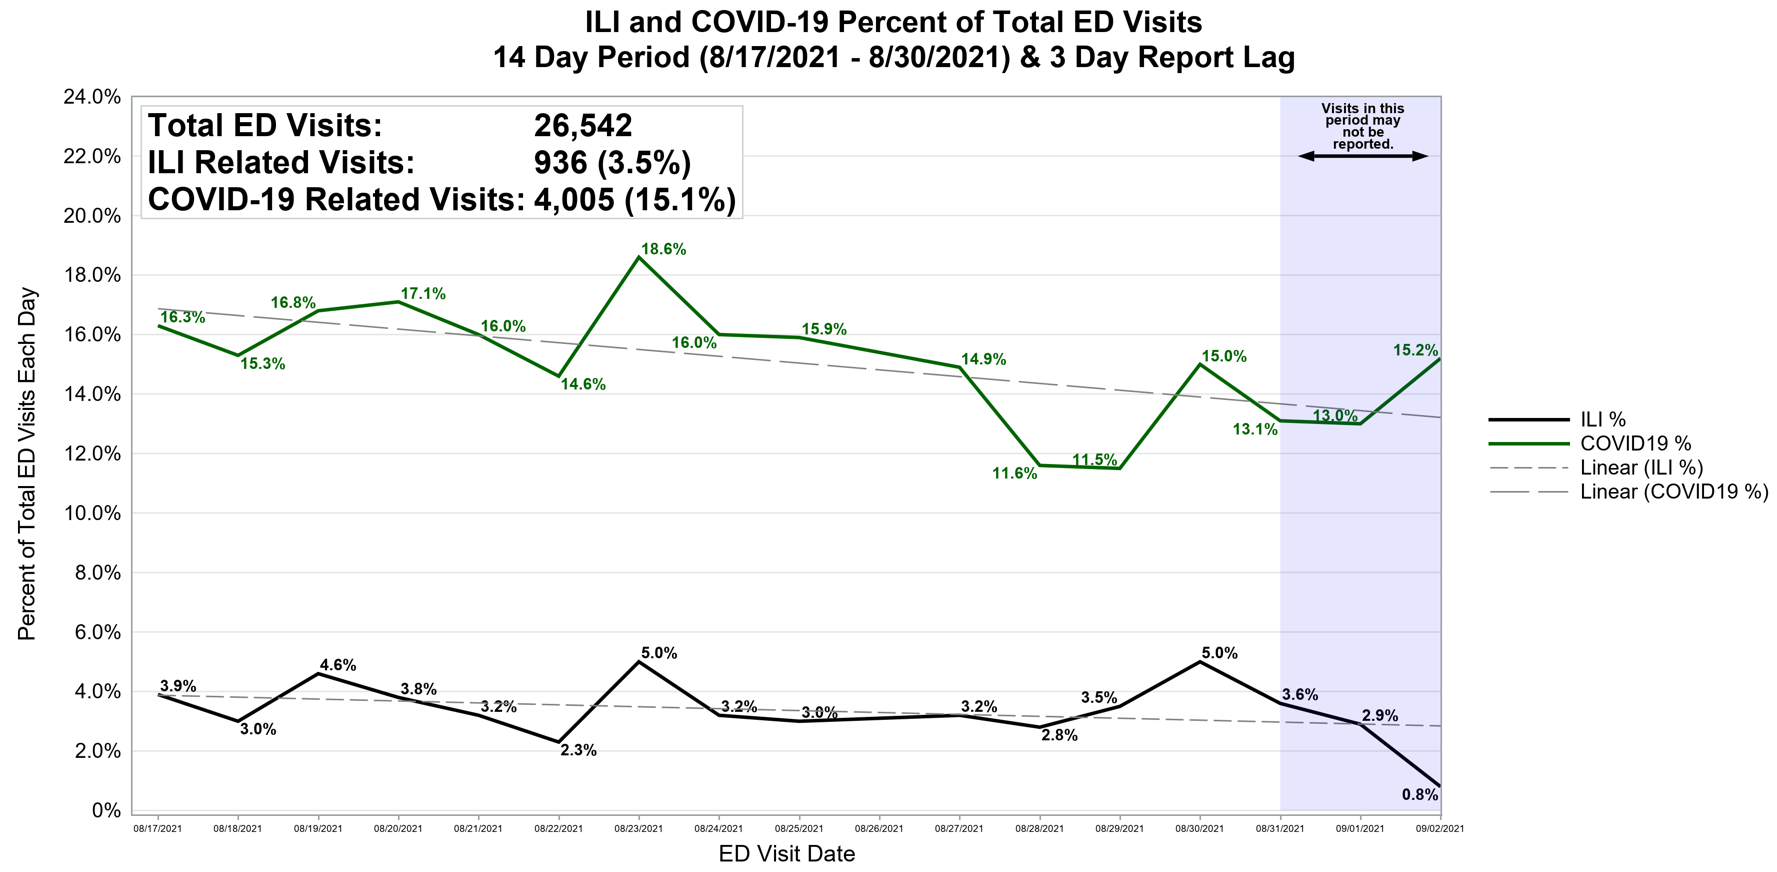 ILI and COVID-19 Percent of Total ED Visits
14 Day Period (8/17/2021 - 8/30/2021) & 3 Day Report Lag
Percent of Total ED Visits Each Day
24.0%
22.0%
20.0%
18.0%
16.0%
14.0%
12.0%
10.0%
8.0%
6.0%
4.0%
2.0%
0%
Total ED Visits: 26,542
ILI Related Visits: 936 (3.5%)
COVID-19 Related Visits: 4,005 (15.1%)
Visits in this
period may
not be
reported.
16.3%
15.3%
16.8%
17.1%
16.0%
14.6%
18.6%
16.0%
15.9%
14.9%
11.6%
11.5%
15.0%
13.1%
13.0%
15.2%
3.9%
3.0%
4.6%
3.8%
3.2%
2.3%
5.0%
3.2%
3.0%
3.2%
2.8%
3.5%
5.0%
3.6%
2.9%
0.8%
08/17/2021 08/18/2021 08/19/2021 08/20/2021 08/21/2021 08/22/2021 08/23/2021 08/24/2021 08/25/2021 08/26/2021 08/27/2021 08/28/2021 08/29/2021 08/30/2021 08/31/2021 09/01/2021 09/02/2021
ED Visit Date
ILI %
COVID19 %
Linear (ILI %)
Linear (COVID19 %)